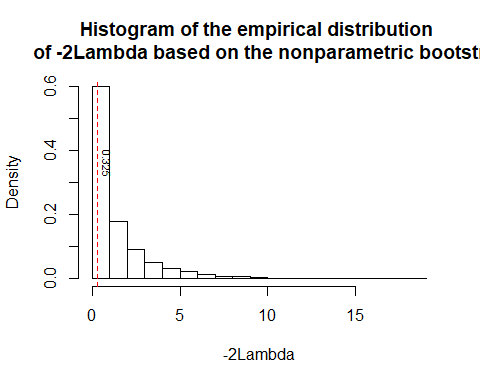 Histogram of the empirical distribution
of -2Lambda based on the nonparametric bootstr
Density
0.6
0.4
0.2
0.0
0.325
0 5 10 15
-2Lambda